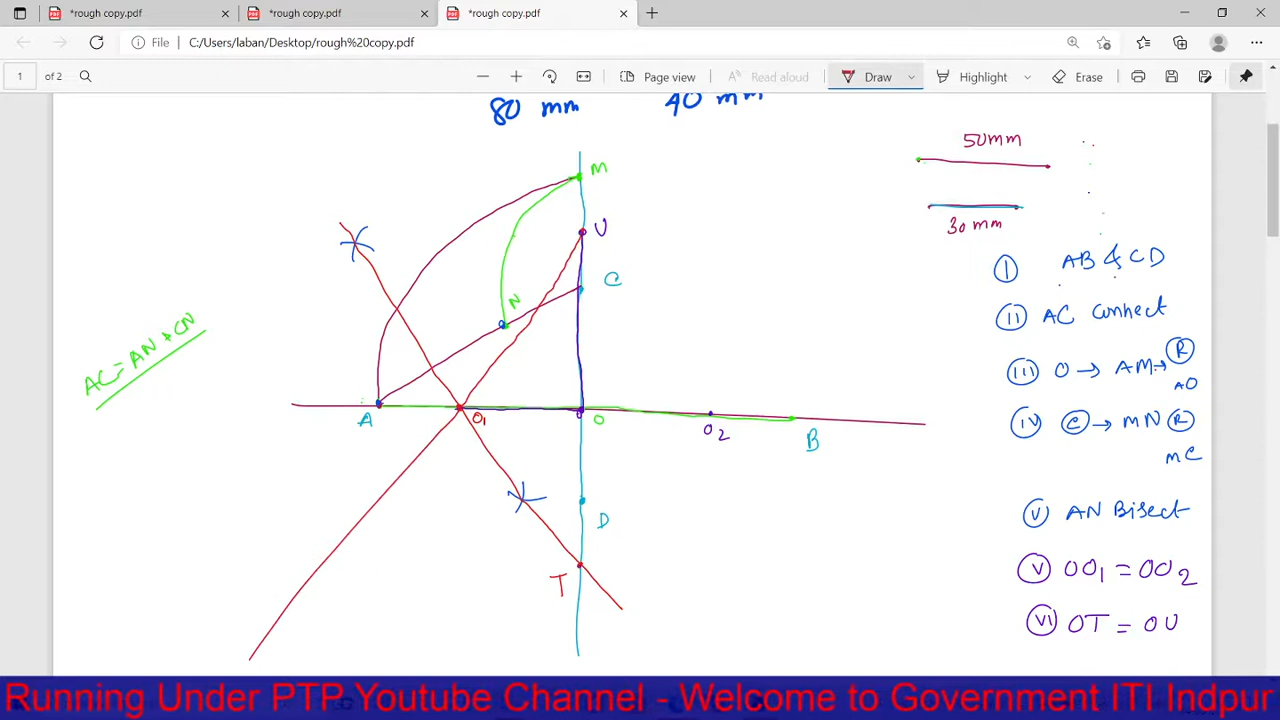 *rough copy.pdf
*rough copy.pdf
*rough copy.pdf
File
C:/Users/laban/Desktop/rough%20copy.pdf
1
of 2
Page view
Read aloud
Draw
Highlight
Erase
80 mm
40 mm
50mm
30 mm
M
U
C
N
AC = AN + CN
A
O1
O
O2
B
D
T
I AB & CD
II AC connect
III O → AM → R
AO
IV C → MN R
MC
V AN Bisect
V OO1 = OO2
VI OT = OU
Running Under PTP Youtube Channel - Welcome to Government ITI Indpur